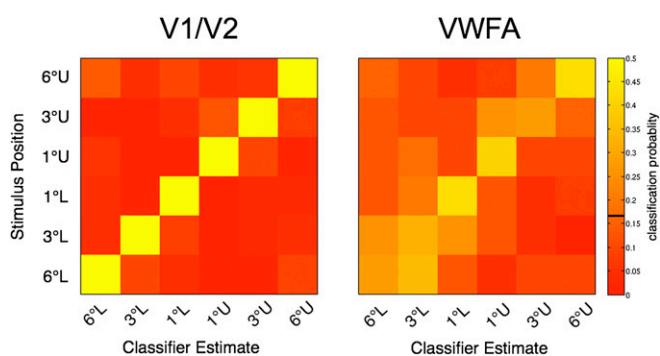 V1/V2
VWFA
Stimulus Position
6°U
3°U
1°U
1°L
3°L
6°L
6°L 3°L 1°L 1°U 3°U 6°U
Classifier Estimate
6°L 3°L 1°L 1°U 3°U 6°U
Classifier Estimate
0.5
0.45
0.4
0.35
0.3
0.25
0.2
0.15
0.1
0.05
0
classification probablity